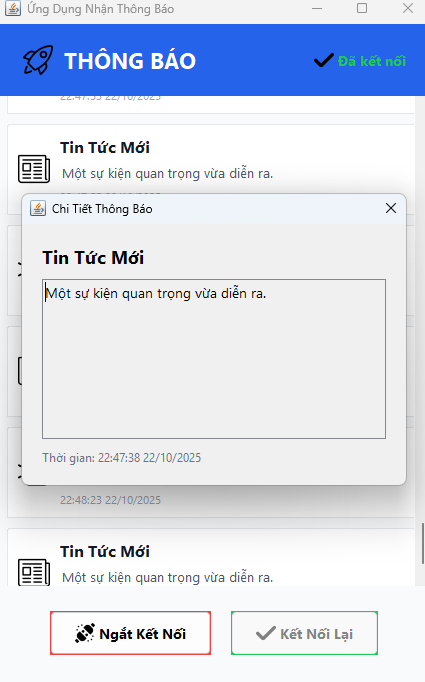 Ứng Dụng Nhận Thông Báo
THÔNG BÁO
Đã kết nối
22/10/2025
Tin Tức Mới
Một sự kiện quan trọng vừa diễn ra.
Chi Tiết Thông Báo
Tin Tức Mới
Một sự kiện quan trọng vừa diễn ra.
Thời gian: 22:47:38 22/10/2025
22:48:23 22/10/2025
Tin Tức Mới
Một sự kiện quan trọng vừa diễn ra.
Ngắt Kết Nối
Kết Nối Lại